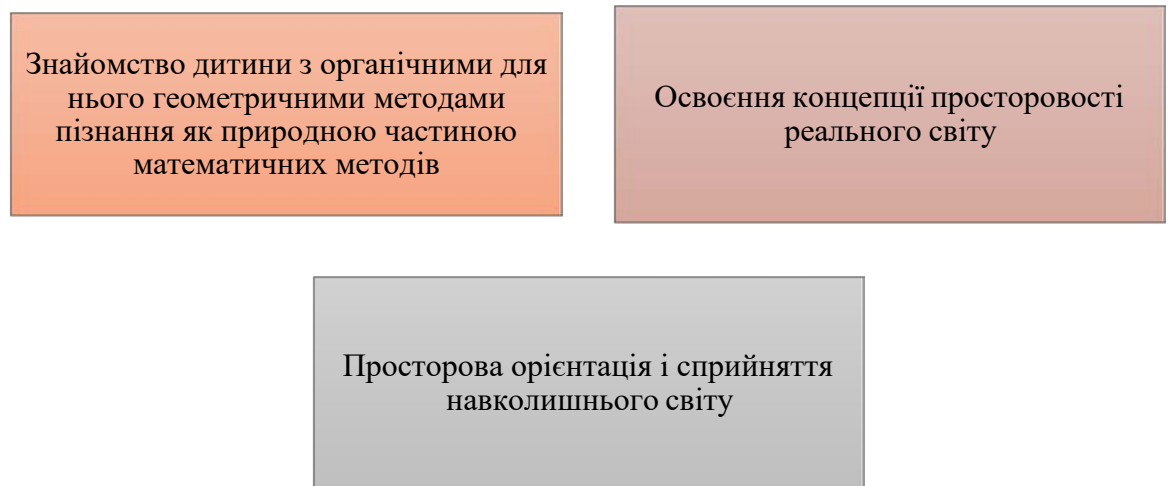 Знайомство дитини з органічними для
нього геометричними методами
пізнання як природною частиною
математичних методів
Освоєння концепції просторовості
реального світу
Просторова орієнтація і сприйняття
навколишнього світу